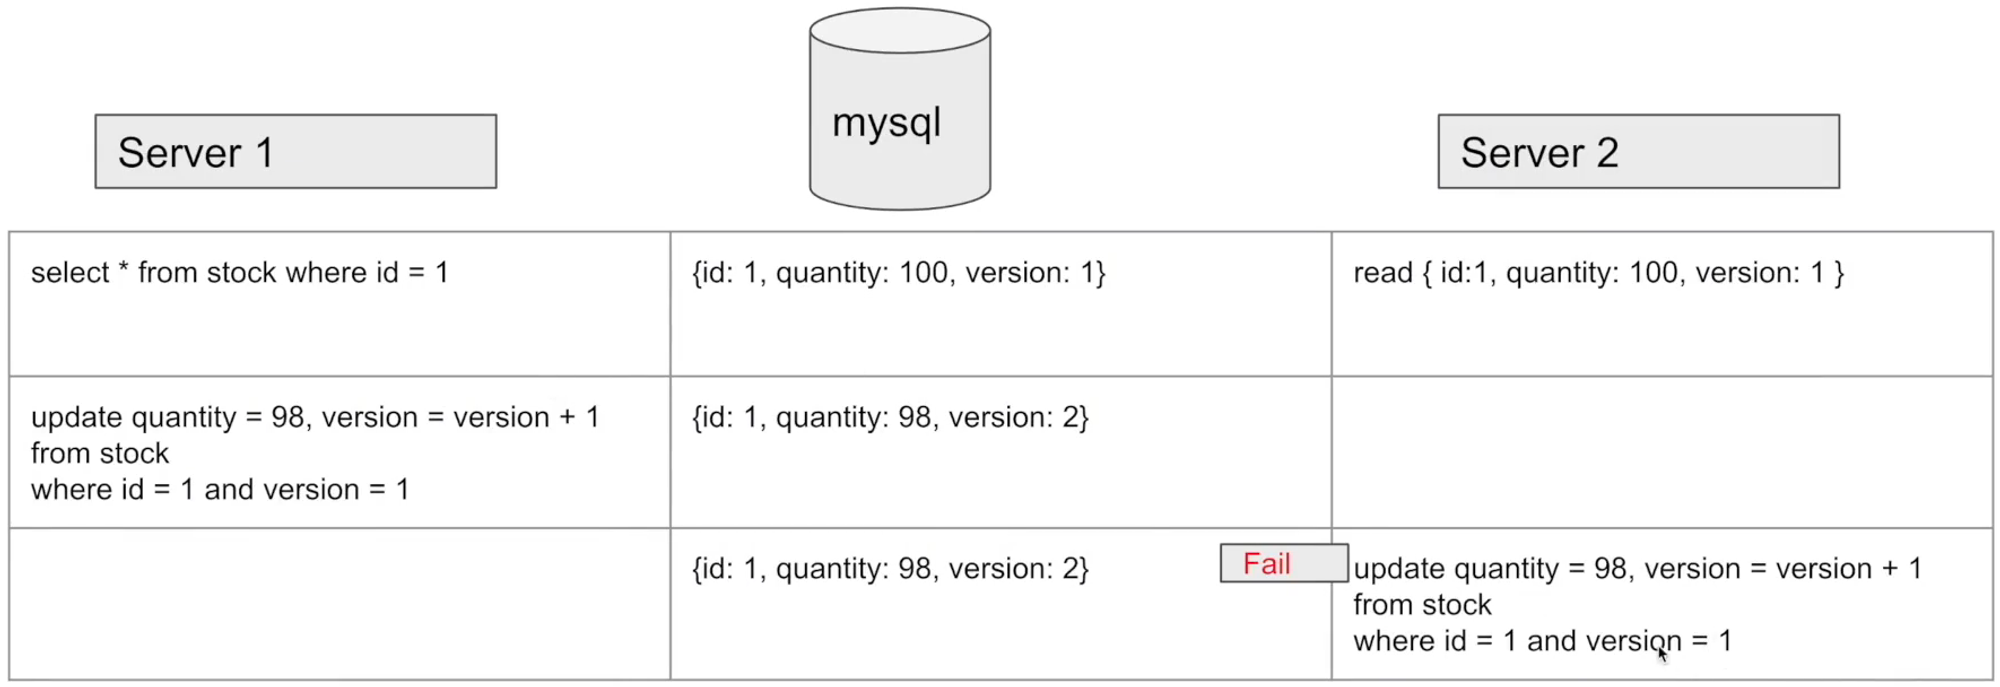 mysql
Server 1
Server 2
select * from stock where id = 1
{id: 1, quantity: 100, version: 1}
read { id:1, quantity: 100, version: 1 }
update quantity = 98, version = version + 1
from stock
where id = 1 and version = 1
{id: 1, quantity: 98, version: 2}
{id: 1, quantity: 98, version: 2}
Fail
update quantity = 98, version = version + 1
from stock
where id = 1 and version = 1